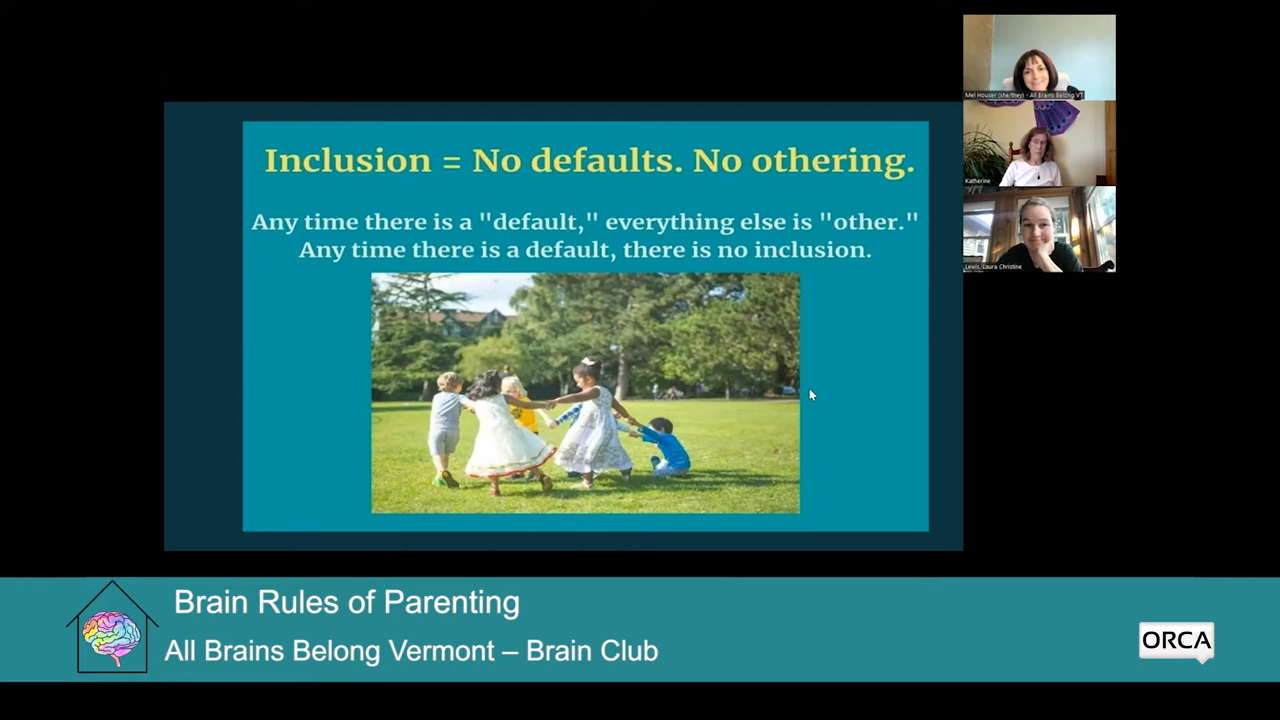 Inclusion = No defaults. No othering.
Any time there is a "default," everything else is "other."
Any time there is a default, there is no inclusion.
Mel Houser (she/they) - All Brains Belong VT
Katherine
Lewis, Laura Christine
Brain Rules of Parenting
All Brains Belong Vermont – Brain Club
ORCA